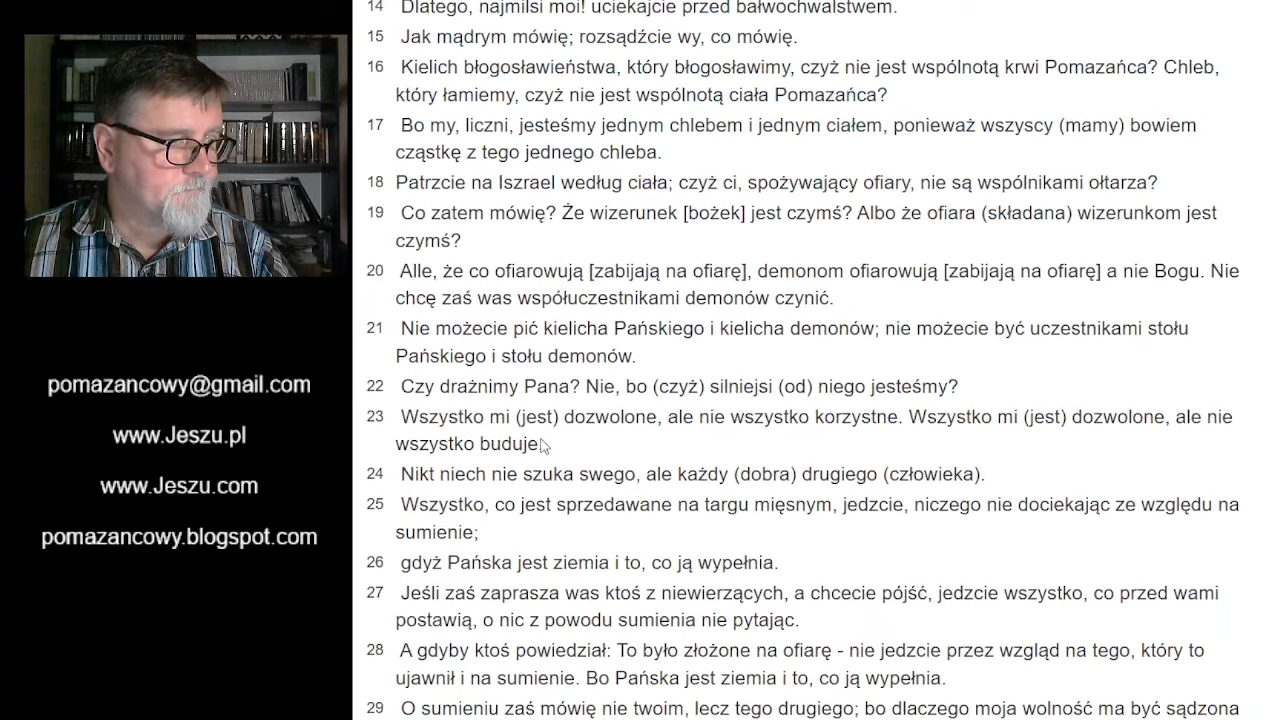 14 Dlatego, najmilsi moi! uciekajcie przed bałwochwalstwem.
15 Jak mądrym mówię; rozsądźcie wy, co mówię.
16 Kielich błogosławieństwa, który błogosławimy, czyż nie jest wspólnotą krwi Pomazańca? Chleb,
który łamiemy, czyż nie jest wspólnotą ciała Pomazańca?
17 Bo my, liczni, jesteśmy jednym chlebem i jednym ciałem, ponieważ wszyscy (mamy) bowiem
cząstkę z tego jednego chleba.
18 Patrzcie na Iszrael według ciała; czyż ci, spożywający ofiary, nie są wspólnikami ołtarza?
19 Co zatem mówię? Że wizerunek [bożek] jest czymś? Albo że ofiara (składana) wizerunkom jest
czymś?
20 Alle, że co ofiarowują [zabijają na ofiarę], demonom ofiarowują [zabijają na ofiarę] a nie Bogu. Nie
chcę zaś was współuczestnikami demonów czynić.
21 Nie możecie pić kielicha Pańskiego i kielicha demonów; nie możecie być uczestnikami stołu
Pańskiego i stołu demonów.
22 Czy drażnimy Pana? Nie, bo (czyż) silniejsi (od) niego jesteśmy?
23 Wszystko mi (jest) dozwolone, ale nie wszystko korzystne. Wszystko mi (jest) dozwolone, ale nie
wszystko buduje.
24 Nikt niech nie szuka swego, ale każdy (dobra) drugiego (człowieka).
25 Wszystko, co jest sprzedawane na targu mięsnym, jedzcie, niczego nie dociekając ze względu na
sumienie;
26 gdyż Pańska jest ziemia i to, co ją wypełnia.
27 Jeśli zaś zaprasza was ktoś z niewierzących, a chcecie pójść, jedzcie wszystko, co przed wami
postawią, o nic z powodu sumienia nie pytając.
28 A gdyby ktoś powiedział: To było złożone na ofiarę - nie jedzcie przez wzgląd na tego, który to
ujawnił i na sumienie. Bo Pańska jest ziemia i to, co ją wypełnia.
29 O sumieniu zaś mówię nie twoim, lecz tego drugiego; bo dlaczego moja wolność ma być sądzona
pomazancowy@gmail.com
www.Jeszu.pl
www.Jeszu.com
pomazancowy.blogspot.com